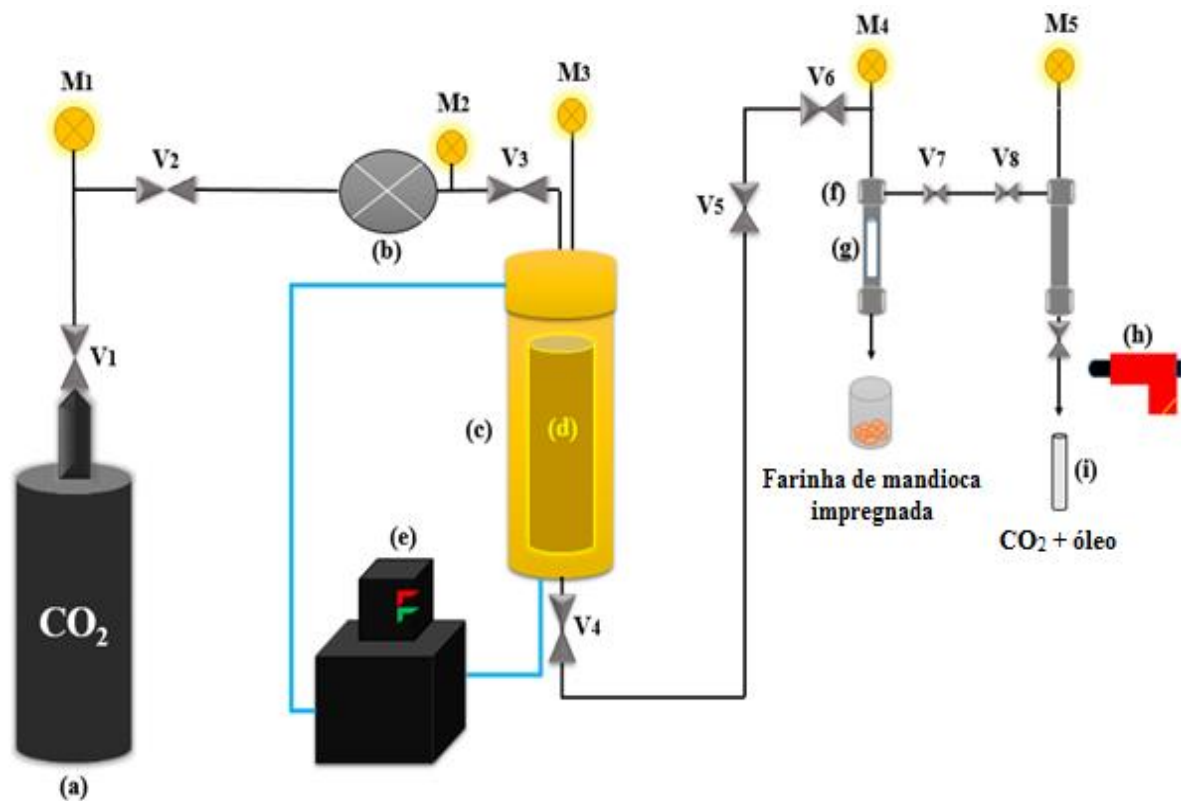 M1
M2
M3
M4
M5
V6
V2
V3
V7
V8
(f)
V5
(b)
(g)
V1
(h)
(c)
(d)
Farinha de mandioca
impregnada
(i)
CO₂ + óleo
(e)
CO₂
V4
(a)